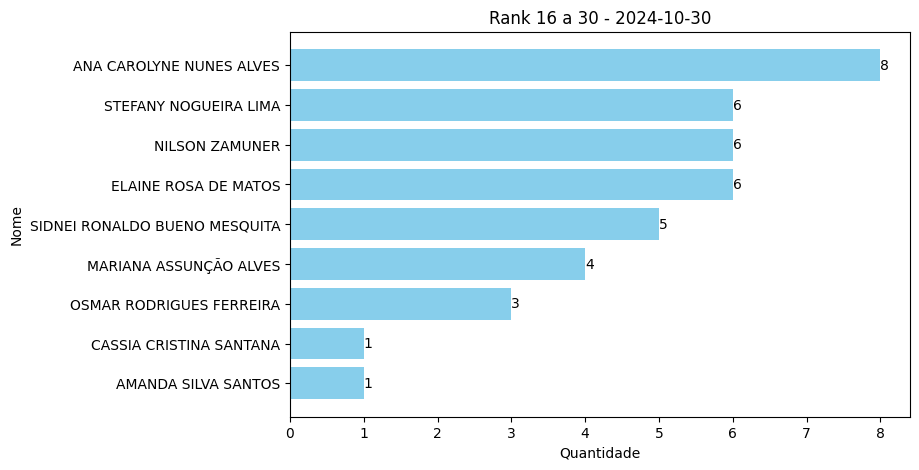 Rank 16 a 30 - 2024-10-30
Nome
ANA CAROLYNE NUNES ALVES 8
STEFANY NOGUEIRA LIMA 6
NILSON ZAMUNER 6
ELAINE ROSA DE MATOS 6
SIDNEI RONALDO BUENO MESQUITA 5
MARIANA ASSUNÇÃO ALVES 4
OSMAR RODRIGUES FERREIRA 3
CASSIA CRISTINA SANTANA 1
AMANDA SILVA SANTOS 1
0 1 2 3 4 5 6 7 8
Quantidade